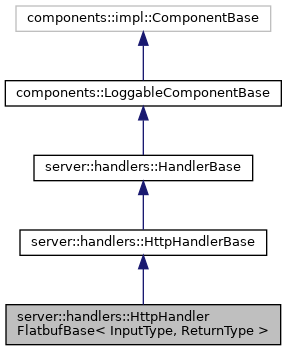 components::impl::ComponentBase
components::LoggableComponentBase
server::handlers::HandlerBase
server::handlers::HttpHandlerBase
server::handlers::HttpHandler
FlatbufBase< InputType, ReturnType >